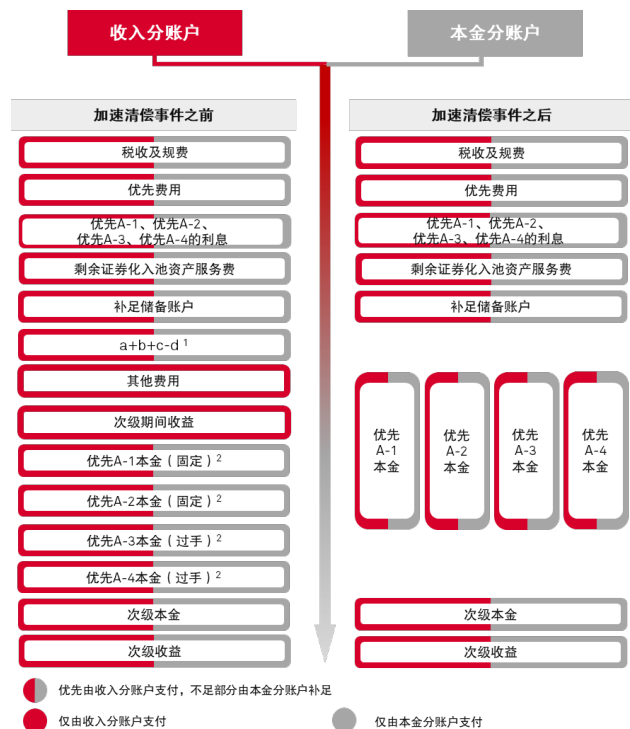 收入分账户
本金分账户
加速清偿事件之前
税收及规费
优先费用
优先A-1、优先A-2、
优先A-3、优先A-4的利息
剩余证券化入池资产服务费
补足储备账户
a+b+c-d 1
其他费用
次级期间收益
优先A-1本金（固定）2
优先A-2本金（固定）2
优先A-3本金（过手）2
优先A-4本金（过手）2
次级本金
次级收益
加速清偿事件之后
税收及规费
优先费用
优先A-1、优先A-2、
优先A-3、优先A-4的利息
剩余证券化入池资产服务费
补足储备账户
优先
A-1
本金
优先
A-2
本金
优先
A-3
本金
优先
A-4
本金
次级本金
次级收益
优先由收入分账户支付，不足部分由本金分账户补足
仅由收入分账户支付
仅由本金分账户支付